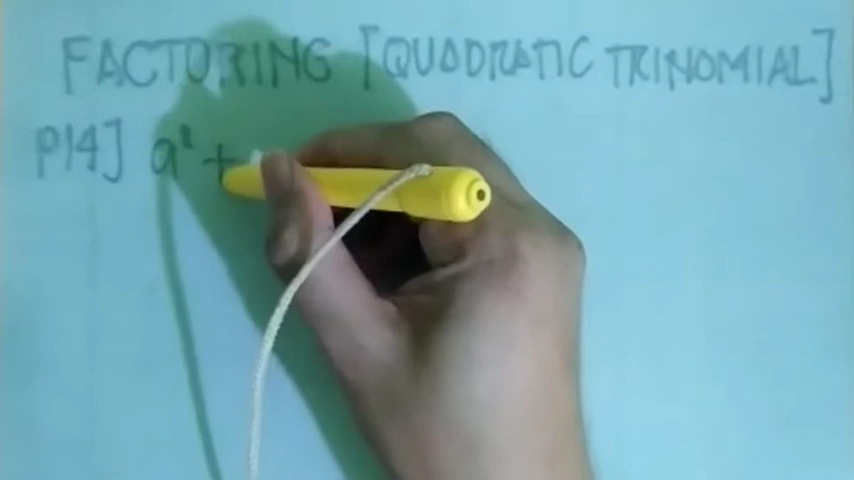 FACTORING [QUADRATIC TRINOMIAL]
P14] a² +